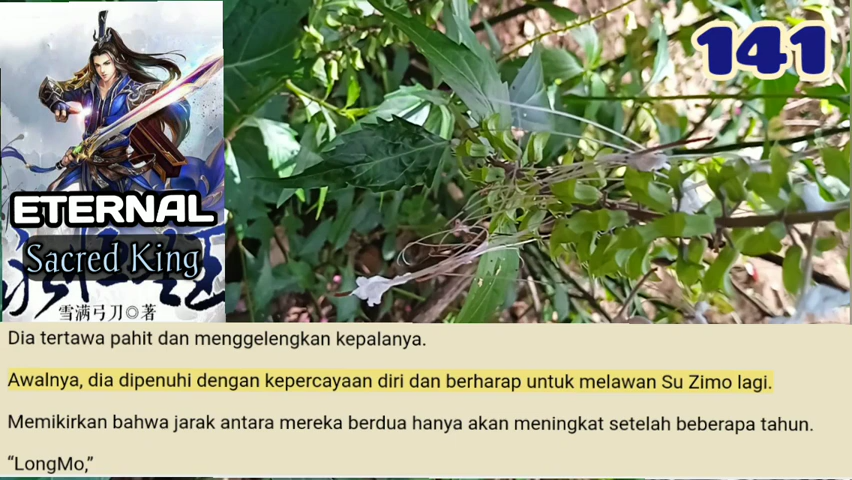 141
ETERNAL
Sacred King
雪满弓刀◎著
Dia tertawa pahit dan menggelengkan kepalanya.
Awalnya, dia dipenuhi dengan kepercayaan diri dan berharap untuk melawan Su Zimo lagi.
Memikirkan bahwa jarak antara mereka berdua hanya akan meningkat setelah beberapa tahun.
“LongMo,”